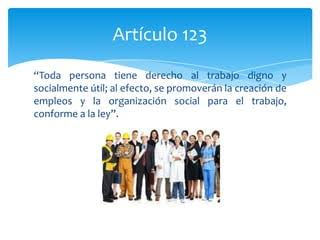 Artículo 123
“Toda persona tiene derecho al trabajo digno y
socialmente útil; al efecto, se promoverán la creación de
empleos y la organización social para el trabajo,
conforme a la ley”.